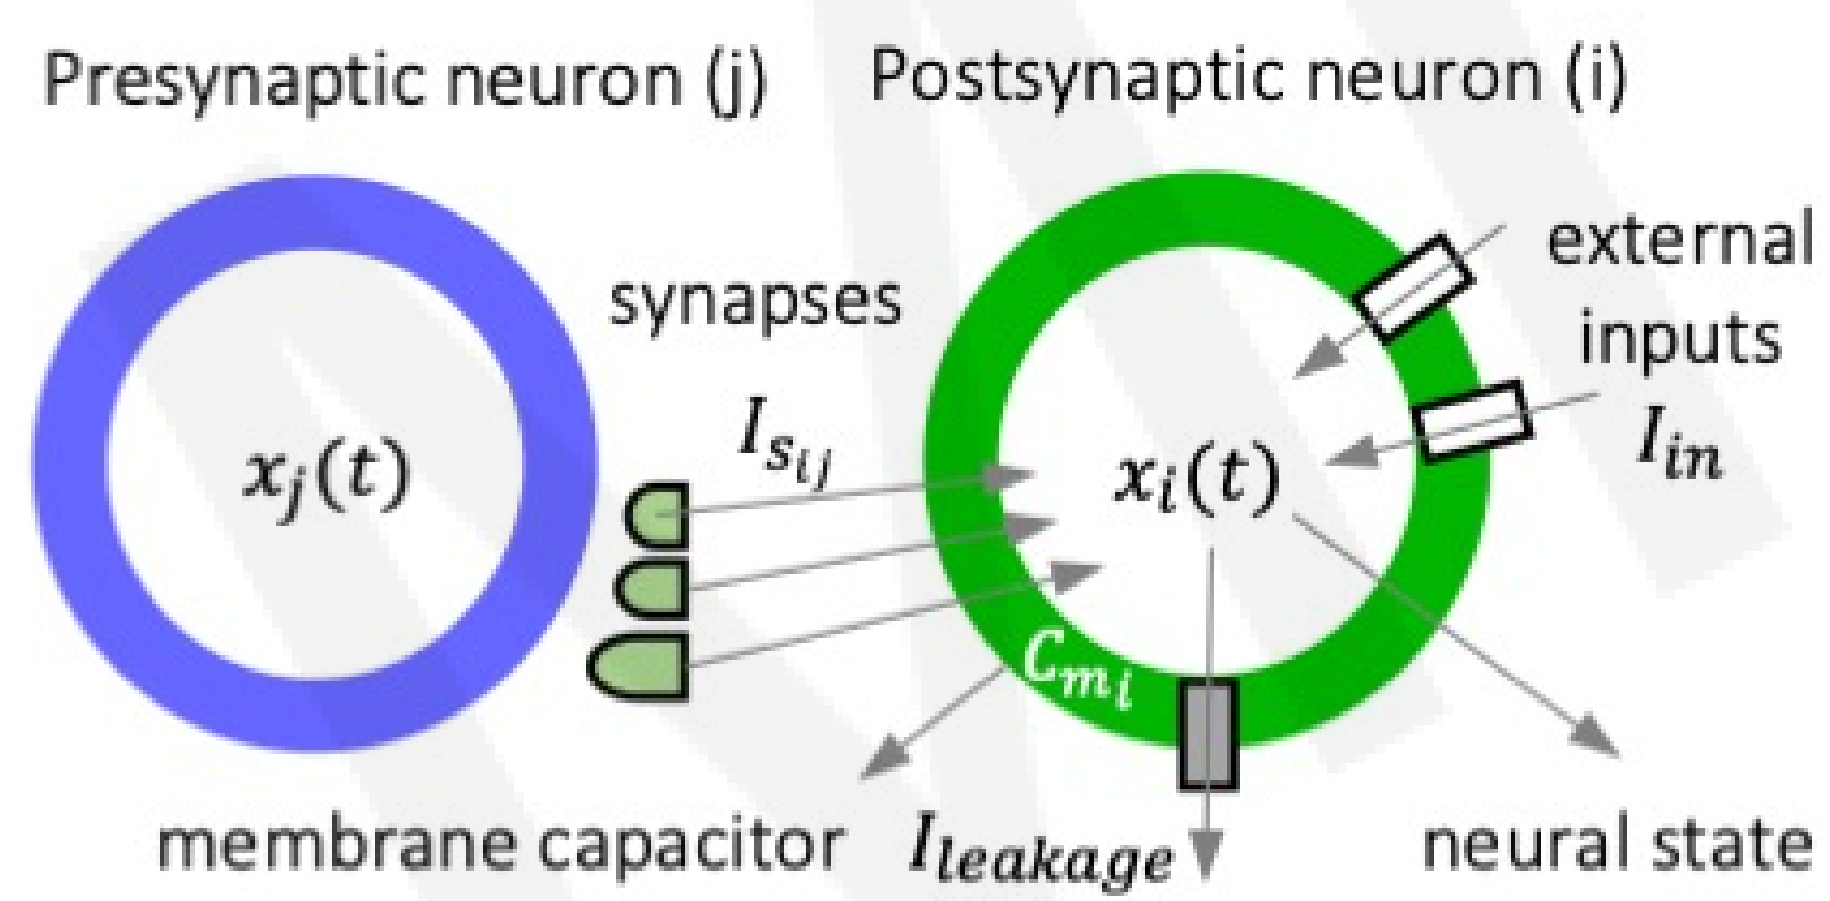 Presynaptic neuron (j)
Postsynaptic neuron (i)
external
inputs
synapses
I_{s_{ij}}
I_{in}
x_j(t)
x_i(t)
C_{m_i}
membrane capacitor
I_{leakage}
neural state